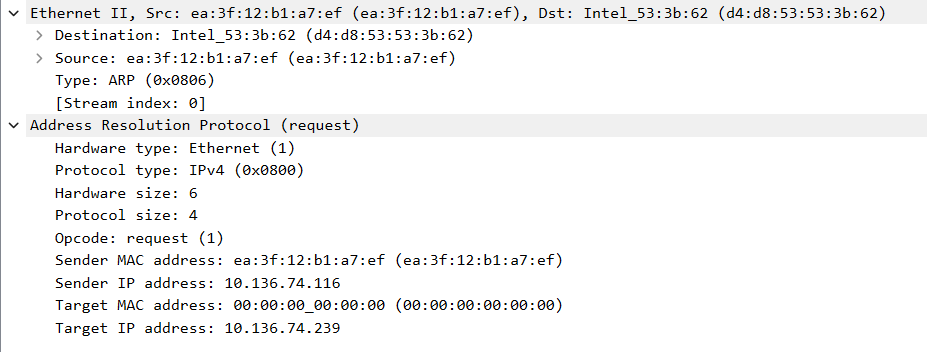 Ethernet II, Src: ea:3f:12:b1:a7:ef (ea:3f:12:b1:a7:ef), Dst: Intel_53:3b:62 (d4:d8:53:53:3b:62)
Destination: Intel_53:3b:62 (d4:d8:53:53:3b:62)
Source: ea:3f:12:b1:a7:ef (ea:3f:12:b1:a7:ef)
Type: ARP (0x0806)
[Stream index: 0]
Address Resolution Protocol (request)
Hardware type: Ethernet (1)
Protocol type: IPv4 (0x0800)
Hardware size: 6
Protocol size: 4
Opcode: request (1)
Sender MAC address: ea:3f:12:b1:a7:ef (ea:3f:12:b1:a7:ef)
Sender IP address: 10.136.74.116
Target MAC address: 00:00:00_00:00:00 (00:00:00:00:00:00)
Target IP address: 10.136.74.239